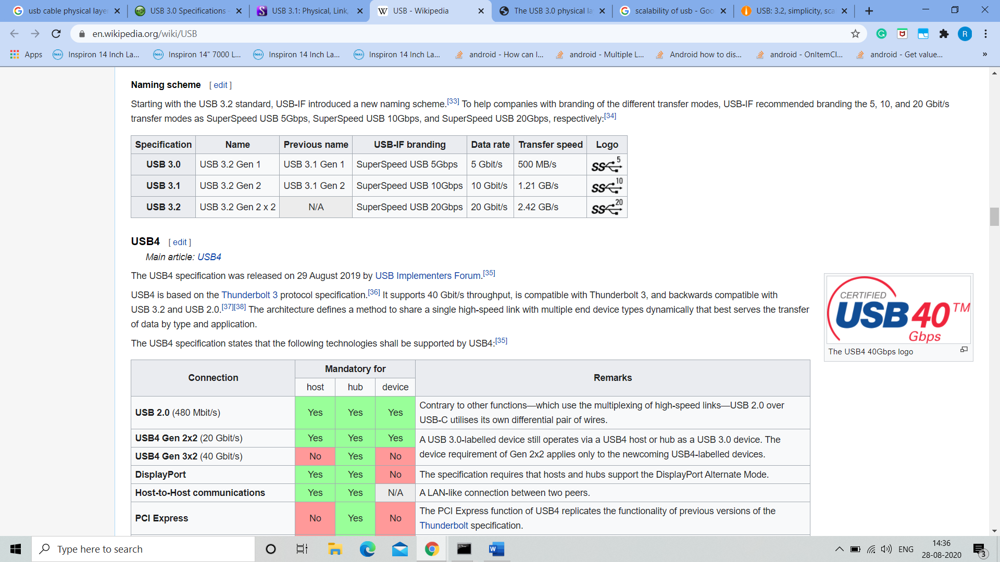 usb cable physical laye
USB 3.0 Specifications -
USB 3.1: Physical, Link,
USB - Wikipedia
The USB 3.0 physical la
scalability of usb - Goo
USB: 3.2, simplicity, sca
en.wikipedia.org/wiki/USB
R
Apps
Inspiron 14 Inch La...
Inspiron 14" 7000 L...
Inspiron 14 Inch La...
Inspiron 14 Inch La...
android - How can I...
android - Multiple L...
Android how to dis...
android - OnItemCl...
android - Get value...
»
Naming scheme [ edit ]
Starting with the USB 3.2 standard, USB-IF introduced a new naming scheme.[33] To help companies with branding of the different transfer modes, USB-IF recommended branding the 5, 10, and 20 Gbit/s
transfer modes as SuperSpeed USB 5Gbps, SuperSpeed USB 10Gbps, and SuperSpeed USB 20Gbps, respectively:[34]
Specification Name Previous name USB-IF branding Data rate Transfer speed Logo
USB 3.0 USB 3.2 Gen 1 USB 3.1 Gen 1 SuperSpeed USB 5Gbps 5 Gbit/s 500 MB/s SS 5
USB 3.1 USB 3.2 Gen 2 USB 3.1 Gen 2 SuperSpeed USB 10Gbps 10 Gbit/s 1.21 GB/s SS 10
USB 3.2 USB 3.2 Gen 2 x 2 N/A SuperSpeed USB 20Gbps 20 Gbit/s 2.42 GB/s SS 20
USB4 [ edit ]
Main article: USB4
The USB4 specification was released on 29 August 2019 by USB Implementers Forum.[35]
USB4 is based on the Thunderbolt 3 protocol specification.[36] It supports 40 Gbit/s throughput, is compatible with Thunderbolt 3, and backwards compatible with
USB 3.2 and USB 2.0.[37][38] The architecture defines a method to share a single high-speed link with multiple end device types dynamically that best serves the transfer
of data by type and application.
The USB4 specification states that the following technologies shall be supported by USB4:[35]
CERTIFIED
USB 40 TM
Gbps
The USB4 40Gbps logo
Connection Mandatory for Remarks
host hub device
USB 2.0 (480 Mbit/s) Yes Yes Yes Contrary to other functions—which use the multiplexing of high-speed links—USB 2.0 over
USB-C utilises its own differential pair of wires.
USB4 Gen 2x2 (20 Gbit/s) Yes Yes Yes A USB 3.0-labelled device still operates via a USB4 host or hub as a USB 3.0 device. The
USB4 Gen 3x2 (40 Gbit/s) No Yes No device requirement of Gen 2x2 applies only to the newcoming USB4-labelled devices.
DisplayPort Yes Yes No The specification requires that hosts and hubs support the DisplayPort Alternate Mode.
Host-to-Host communications Yes Yes N/A A LAN-like connection between two peers.
PCI Express No Yes No The PCI Express function of USB4 replicates the functionality of previous versions of the
Thunderbolt specification.
Type here to search
ENG
14:36
28-08-2020
3